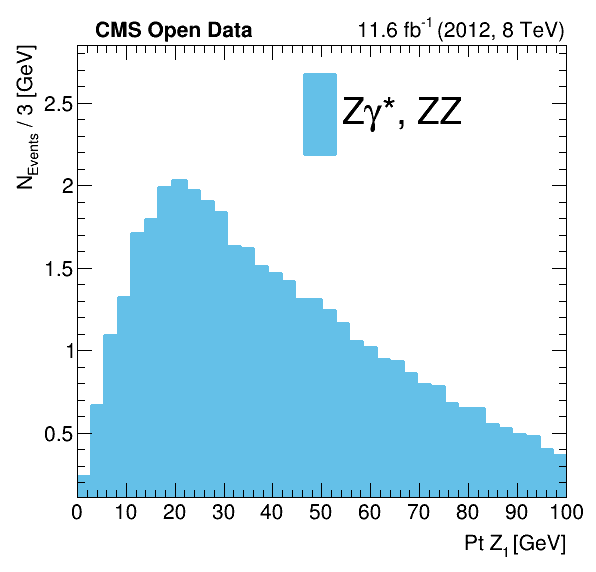 CMS Open Data 11.6 fb⁻¹ (2012, 8 TeV)
N_Events / 3 [GeV]
Zγ*, ZZ
2.5
2
1.5
1
0.5
0 10 20 30 40 50 60 70 80 90 100
Pt Z₁ [GeV]